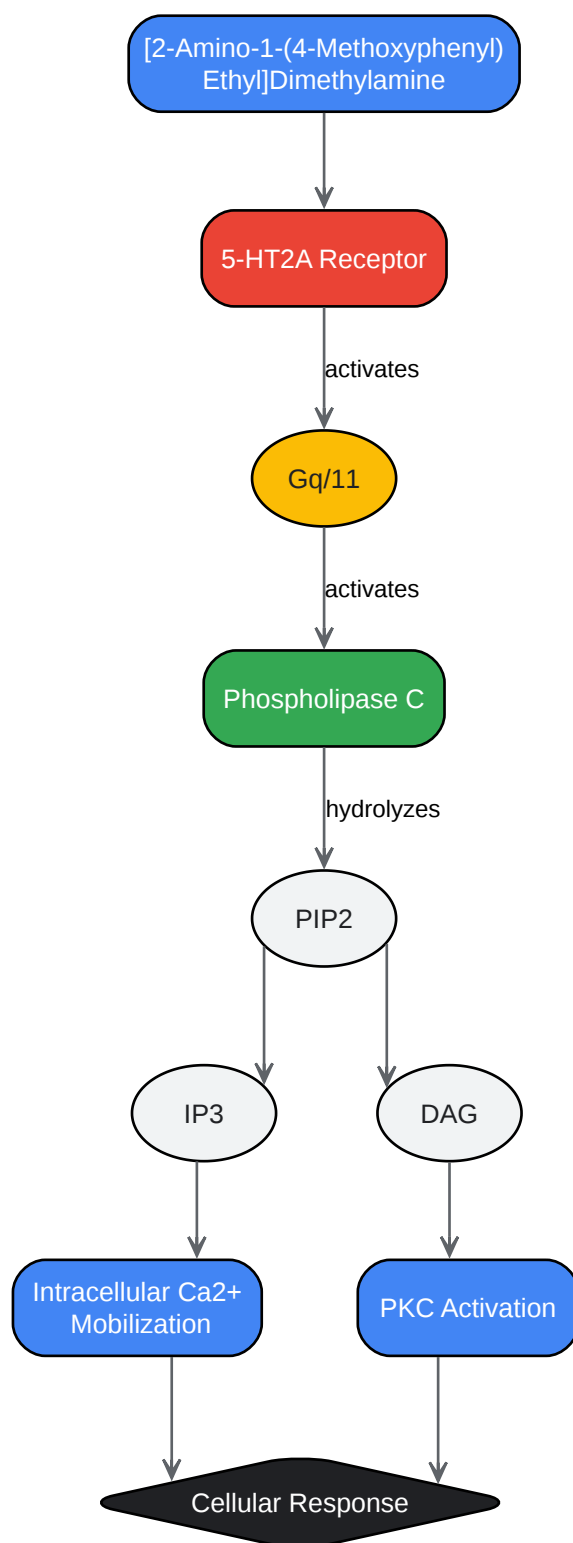 [2-Amino-1-(4-Methoxyphenyl)
Ethyl]Dimethylamine
5-HT2A Receptor
activates
Gq/11
activates
Phospholipase C
hydrolyzes
PIP2
IP3
DAG
Intracellular Ca2+
Mobilization
PKC Activation
Cellular Response